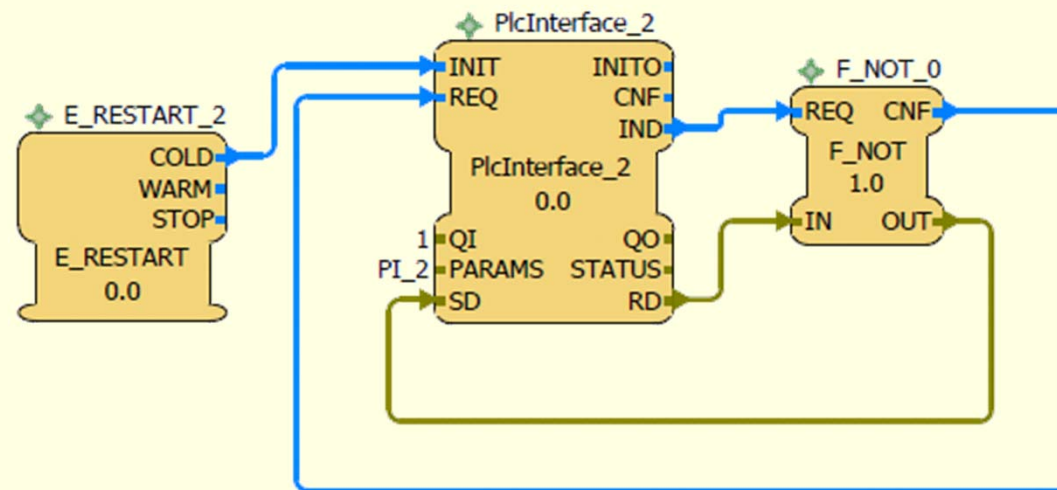 PlcInterface_2
INIT INITO
REQ CNF
IND
PlcInterface_2
0.0
1 QI QO
PI_2 PARAMS STATUS
SD RD
E_RESTART_2
COLD
WARM
STOP
E_RESTART
0.0
F_NOT_0
REQ CNF
F_NOT
1.0
IN OUT